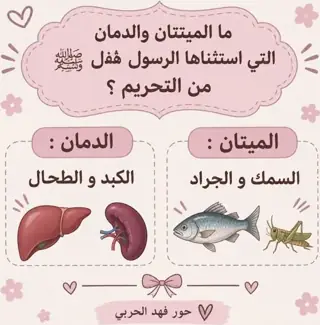 ما الميتتان والدمان
التي استثناها الرسول ﷺ
من التحريم ؟
الميتان :
السمك و الجراد
الدمان :
الكبد و الطحال
حور فهد الحربي